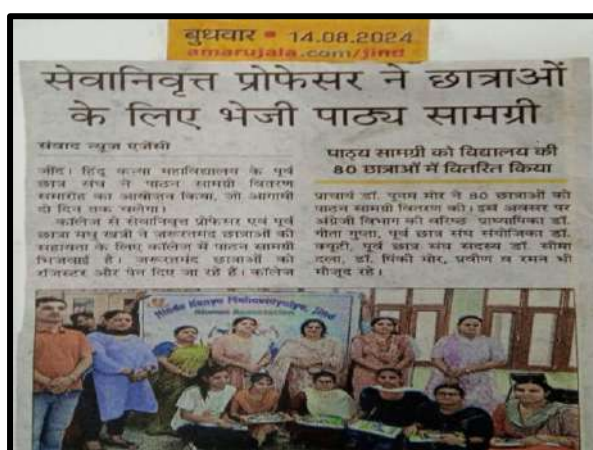 बुधवार • 14.08.2024
amarujala.com/jind
सेवानिवृत्त प्रोफेसर ने छात्राओं
के लिए भेजी पाठ्य सामग्री
संवाद न्यूज एजेंसी
जींद। हिंदू कन्या महाविद्यालय के पूर्व
छात्र संघ ने पाठन सामग्री वितरण
समारोह का आयोजन किया, जो आगामी
दो दिन तक चलेगा।
कॉलेज से सेवानिवृत्त प्रोफेसर एवं पूर्व
छात्रा मधु खत्री ने जरूरतमंद छात्राओं की
सहायता के लिए कॉलेज में पाठन सामग्री
भिजवाई है। जरूरतमंद छात्राओं को
रजिस्टर और पेन दिए जा रहे हैं। कॉलेज
पाठ्य सामग्री को विद्यालय की
80 छात्राओं में वितरित किया
प्राचार्य डॉ. पूनम मोर ने 80 छात्राओं को
पाठन सामग्री वितरण की। इस अवसर पर
अंग्रेजी विभाग की वरिष्ठ प्राध्यापिका डॉ.
गीता गुप्ता, पूर्व छात्र संघ संयोजिका डॉ.
क्यूटी, पूर्व छात्र संघ सदस्य डॉ. सीमा
दला, डॉ. पिंकी मोर, प्रवीण व रमन भी
मौजूद रहे।
Hindu Kanya Mahavidyalya, Jind
Alumni Association